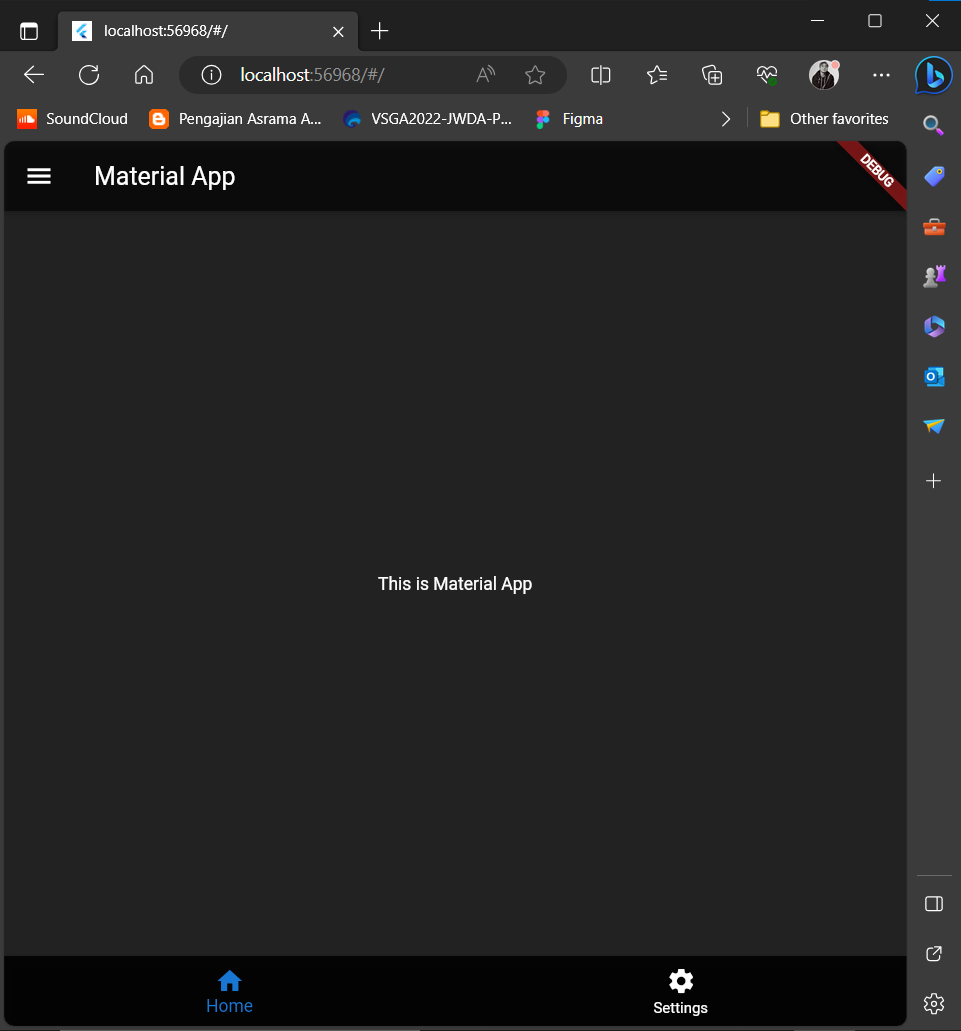 localhost:56968/#/
localhost:56968/#/
SoundCloud
Pengajian Asrama A...
VSGA2022-JWDA-P...
Figma
Other favorites
Material App
DEBUG
This is Material App
Home
Settings